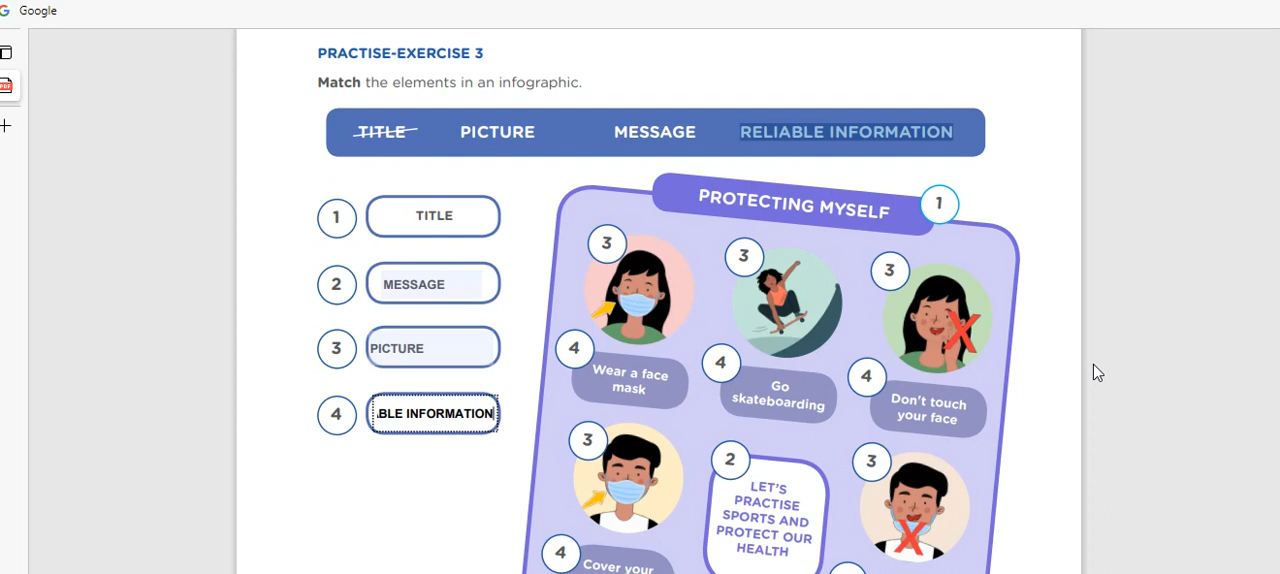 Google
PRACTISE-EXERCISE 3
Match the elements in an infographic.
TITLE PICTURE MESSAGE RELIABLE INFORMATION
1 TITLE
2 MESSAGE
3 PICTURE
4 BLE INFORMATION
PROTECTING MYSELF 1
3
3
3
4
Wear a face
mask
4
Go
skateboarding
4
Don't touch
your face
3
2
LET'S
PRACTISE
SPORTS AND
PROTECT OUR
HEALTH
3
4
Cover your